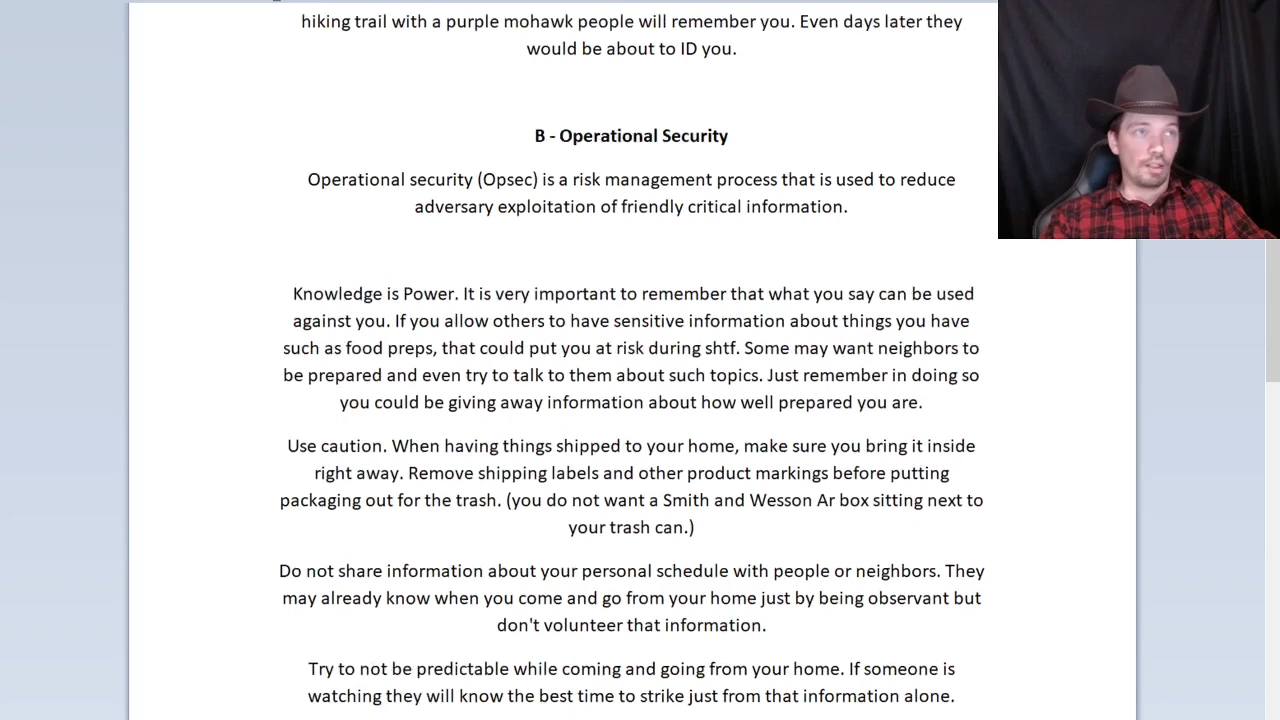 hiking trail with a purple mohawk people will remember you. Even days later they
would be about to ID you.
B - Operational Security
Operational security (Opsec) is a risk management process that is used to reduce
adversary exploitation of friendly critical information.
Knowledge is Power. It is very important to remember that what you say can be used
against you. If you allow others to have sensitive information about things you have
such as food preps, that could put you at risk during shtf. Some may want neighbors to
be prepared and even try to talk to them about such topics. Just remember in doing so
you could be giving away information about how well prepared you are.
Use caution. When having things shipped to your home, make sure you bring it inside
right away. Remove shipping labels and other product markings before putting
packaging out for the trash. (you do not want a Smith and Wesson Ar box sitting next to
your trash can.)
Do not share information about your personal schedule with people or neighbors. They
may already know when you come and go from your home just by being observant but
don't volunteer that information.
Try to not be predictable while coming and going from your home. If someone is
watching they will know the best time to strike just from that information alone.